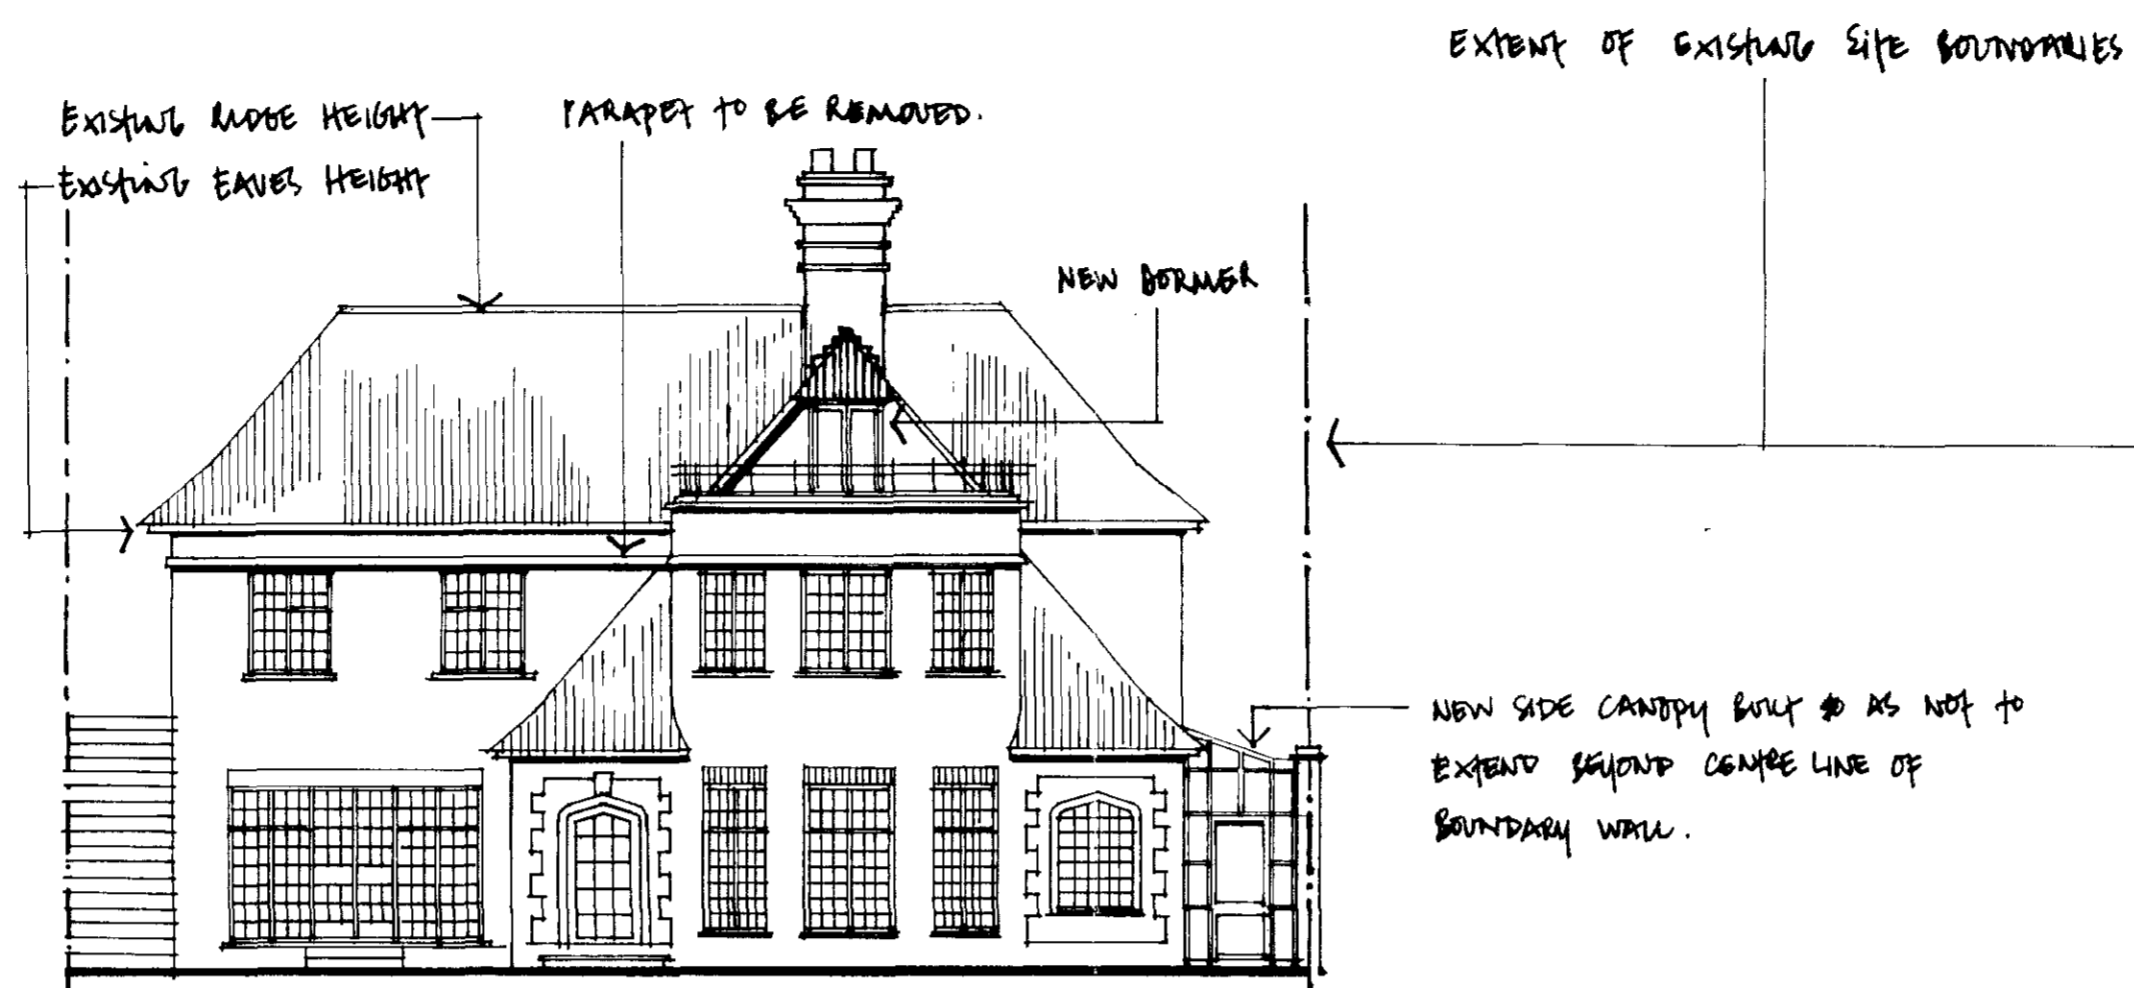 EXTENT OF EXISTING SITE BOUNDARIES
EXISTING RIDGE HEIGHT
PARAPET TO BE REMOVED.
EXISTING EAVES HEIGHT
NEW DORMER
NEW SIDE CANOPY BUILT SO AS NOT TO
EXTEND BEYOND CENTRE LINE OF
BOUNDARY WALL.